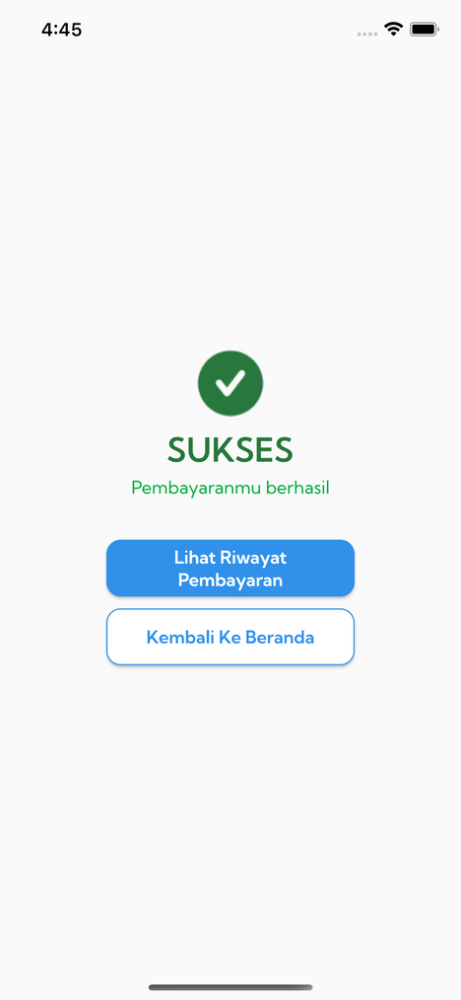 4:45
SUKSES
Pembayaranmu berhasil
Lihat Riwayat
Pembayaran
Kembali Ke Beranda